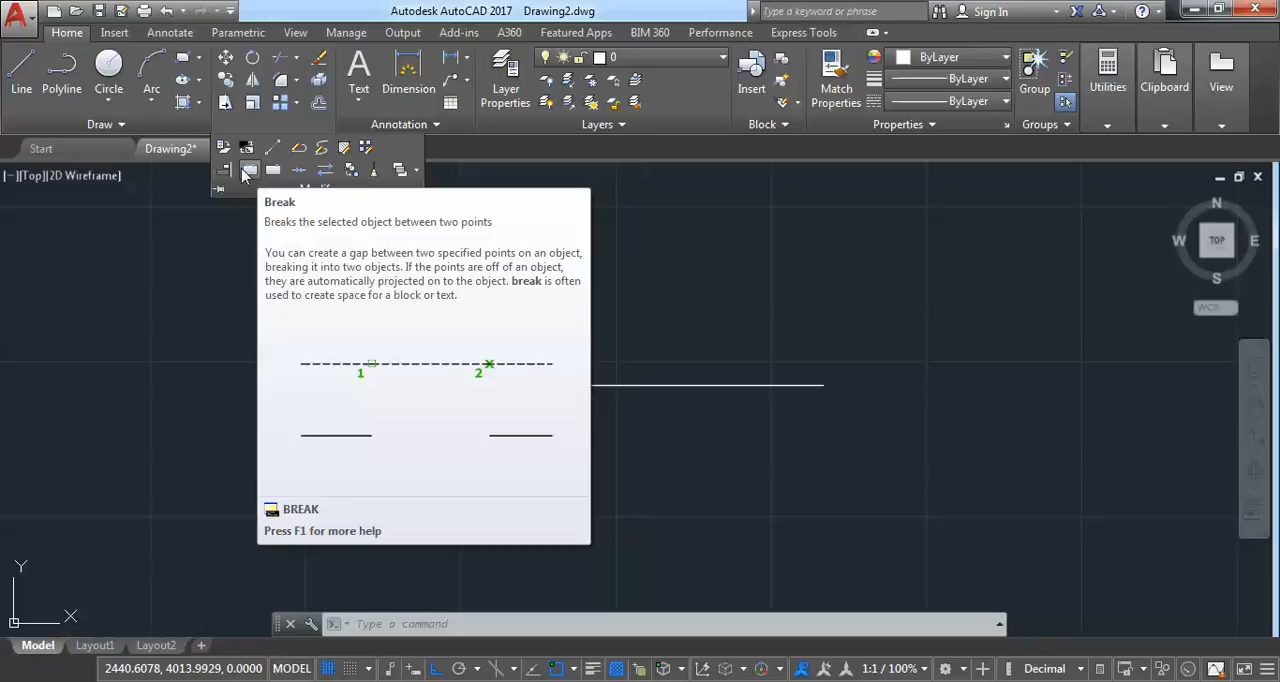 A Autodesk AutoCAD 2017 Drawing2.dwg Type a keyword or phrase Sign In
Home Insert Annotate Parametric View Manage Output Add-ins A360 Featured Apps BIM 360 Performance Express Tools
Line Polyline Circle Arc
Text Dimension
Layer Properties
0
Insert
Match Properties
ByLayer
ByLayer
ByLayer
Group
Utilities Clipboard View
Draw Annotation Layers Block Properties Groups
Start Drawing2*
[−][Top][2D Wireframe]
Break
Breaks the selected object between two points
You can create a gap between two specified points on an object,
breaking it into two objects. If the points are off of an object,
they are automatically projected on to the object. break is often
used to create space for a block or text.
1 2
BREAK
Press F1 for more help
N
W TOP E
S
WCS
Y
X
Type a command
Model Layout1 Layout2 +
2440.6078, 4013.9929, 0.0000 MODEL 1:1 / 100% Decimal